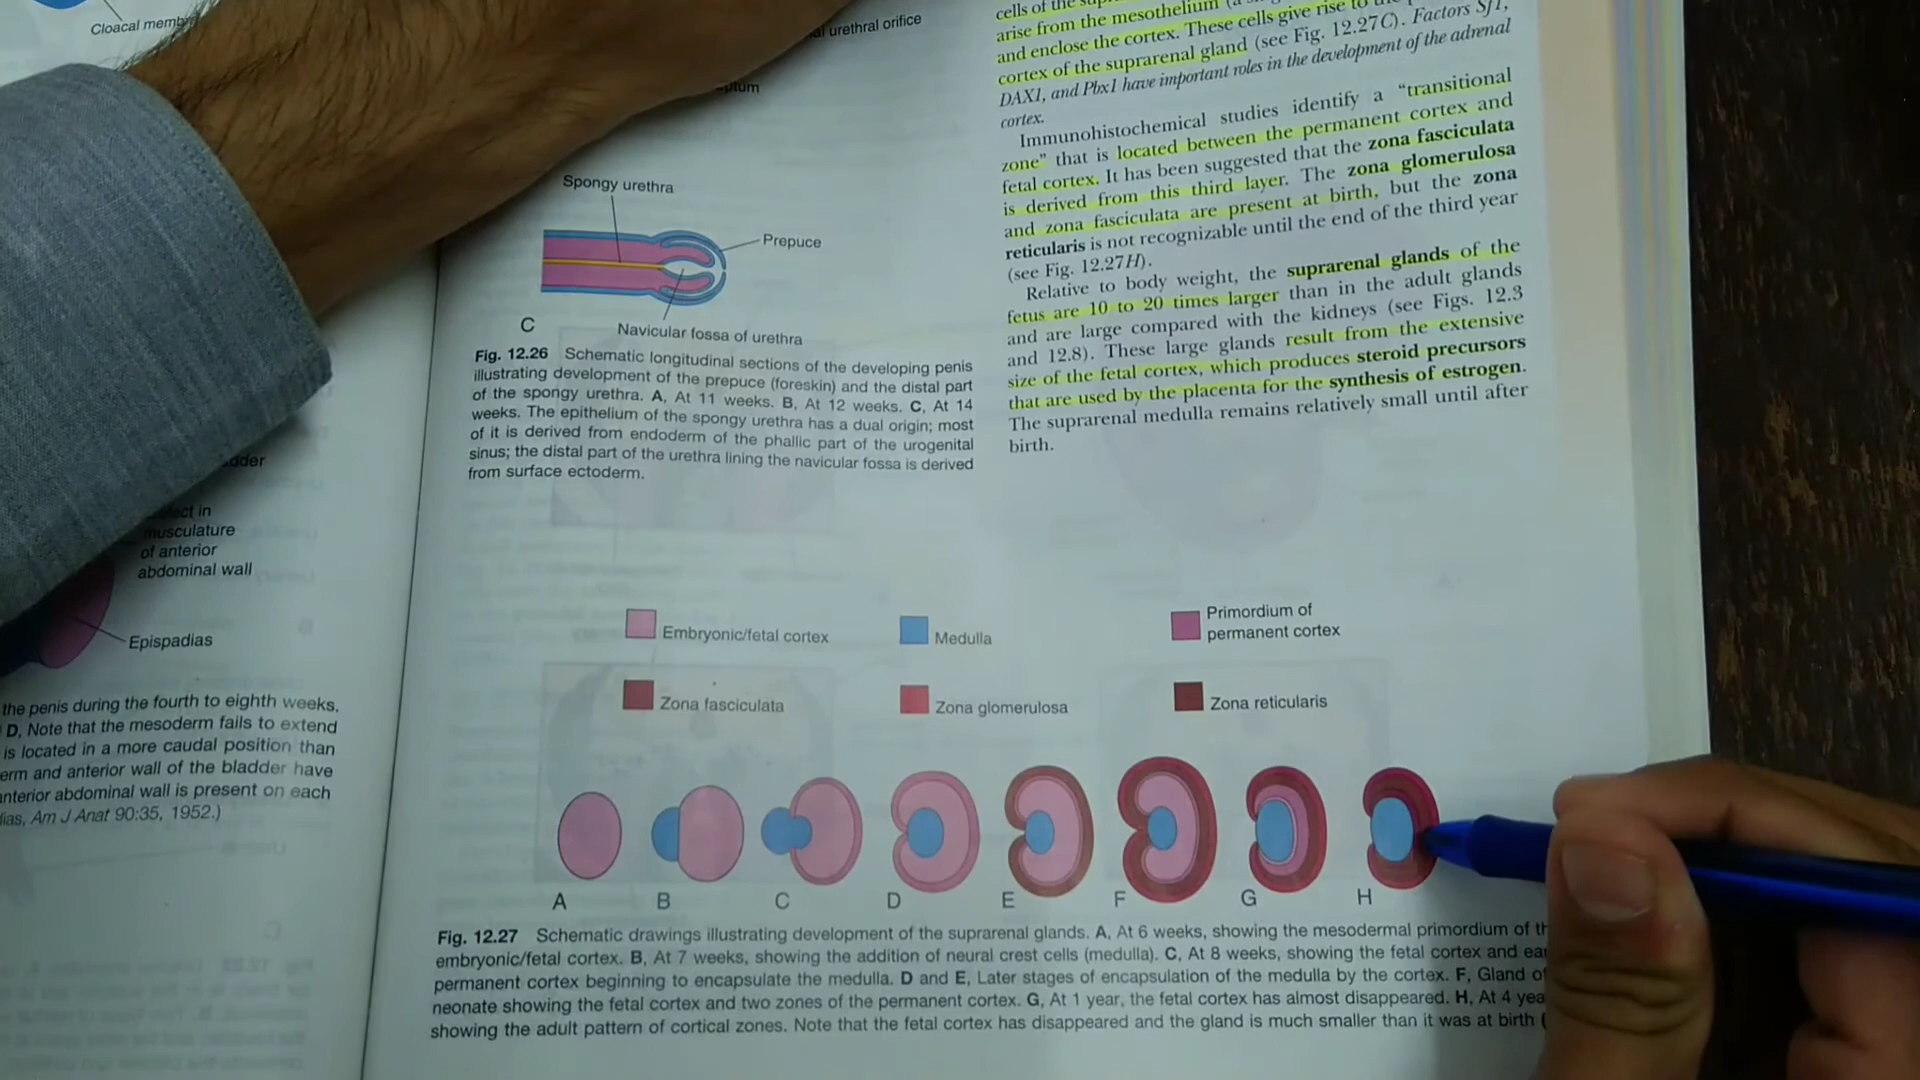 Cloacal
urethral orifice
Spongy urethra
Prepuce
C
Navicular fossa of urethra
Fig. 12.26 Schematic longitudinal sections of the developing penis
illustrating development of the prepuce (foreskin) and the distal part
of the spongy urethra. A, At 11 weeks. B, At 12 weeks. C, At 14
weeks. The epithelium of the spongy urethra has a dual origin; most
of it is derived from endoderm of the phallic part of the urogenital
sinus; the distal part of the urethra lining the navicular fossa is derived
from surface ectoderm.
in
musculature
of anterior
abdominal wall
Epispadias
the penis during the fourth to eighth weeks.
D, Note that the mesoderm fails to extend
is located in a more caudal position than
and anterior wall of the bladder have
anterior abdominal wall is present on each
Am J Anat 90:35, 1952.)
cells of the
arise from the mesothelium
and enclose the cortex. These cells give rise to
cortex of the suprarenal gland (see Fig. 12.27C). Factors Sf1,
DAX1, and Pbx1 have important roles in the development of the adrenal
cortex.
Immunohistochemical studies identify a “transitional
zone” that is located between the permanent cortex and
fetal cortex. It has been suggested that the zona fasciculata
is derived from this third layer. The zona glomerulosa
and zona fasciculata are present at birth, but the zona
reticularis is not recognizable until the end of the third year
(see Fig. 12.27H).
Relative to body weight, the suprarenal glands of the
fetus are 10 to 20 times larger than in the adult glands
and are large compared with the kidneys (see Figs. 12.3
and 12.8). These large glands result from the extensive
size of the fetal cortex, which produces steroid precursors
that are used by the placenta for the synthesis of estrogen.
The suprarenal medulla remains relatively small until after
birth.
Embryonic/fetal cortex
Medulla
Primordium of
permanent cortex
Zona fasciculata
Zona glomerulosa
Zona reticularis
A B C D E F G H
Fig. 12.27 Schematic drawings illustrating development of the suprarenal glands. A, At 6 weeks, showing the mesodermal primordium of
embryonic/fetal cortex. B, At 7 weeks, showing the addition of neural crest cells (medulla). C, At 8 weeks, showing the fetal cortex and
permanent cortex beginning to encapsulate the medulla. D and E, Later stages of encapsulation of the medulla by the cortex. F, Gland
neonate showing the fetal cortex and two zones of the permanent cortex. G, At 1 year, the fetal cortex has almost disappeared. H, At 4
showing the adult pattern of cortical zones. Note that the fetal cortex has disappeared and the gland is much smaller than it was at birth (